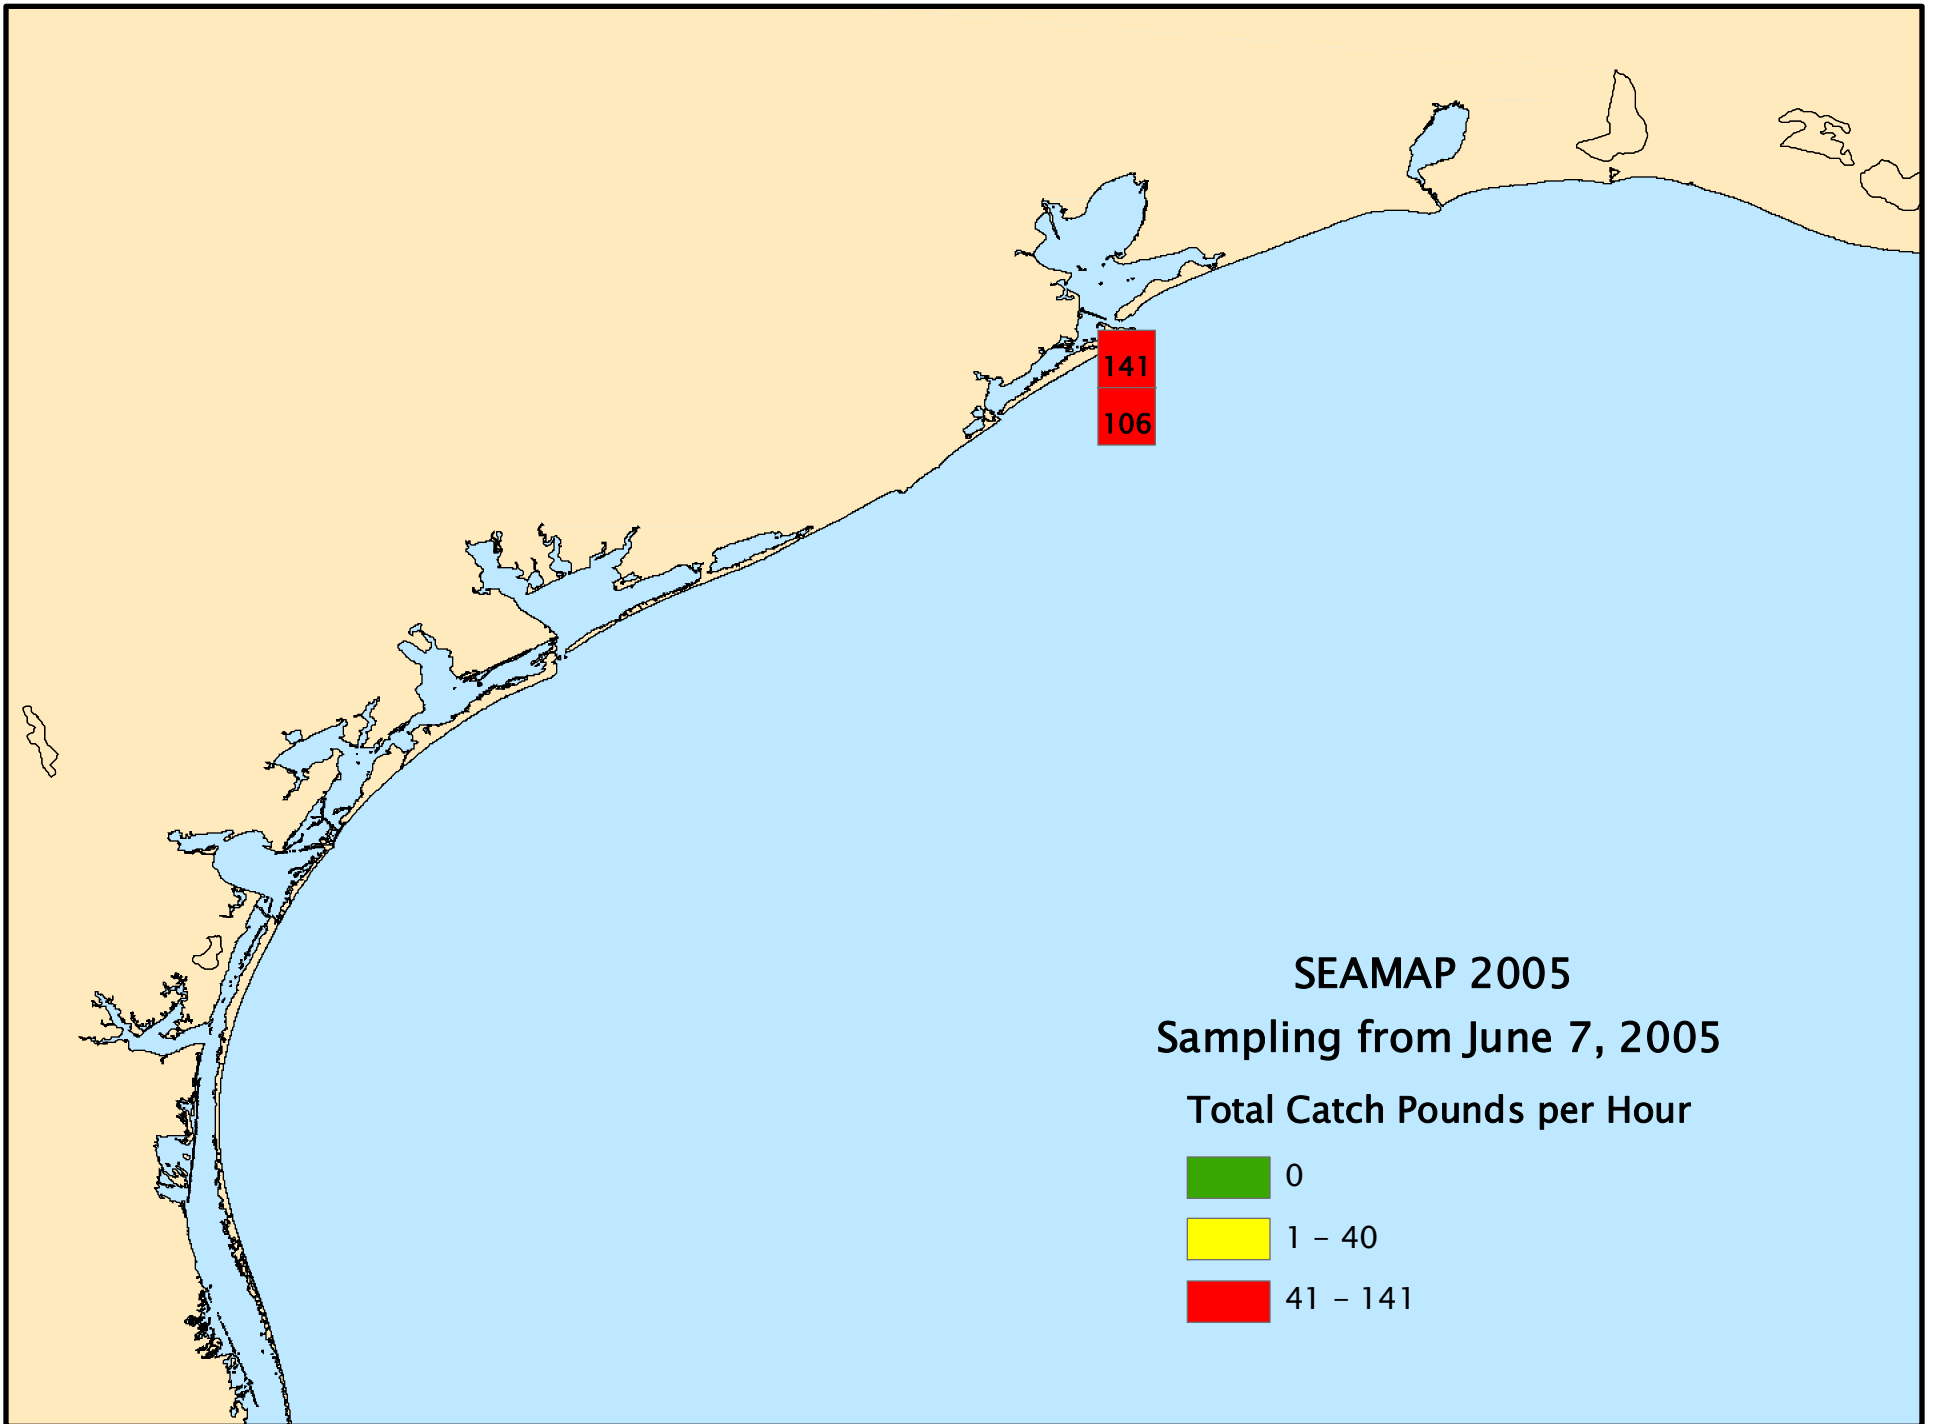 141
106
SEAMAP 2005
Sampling from June 7, 2005
Total Catch Pounds per Hour
0
1 - 40
41 - 141